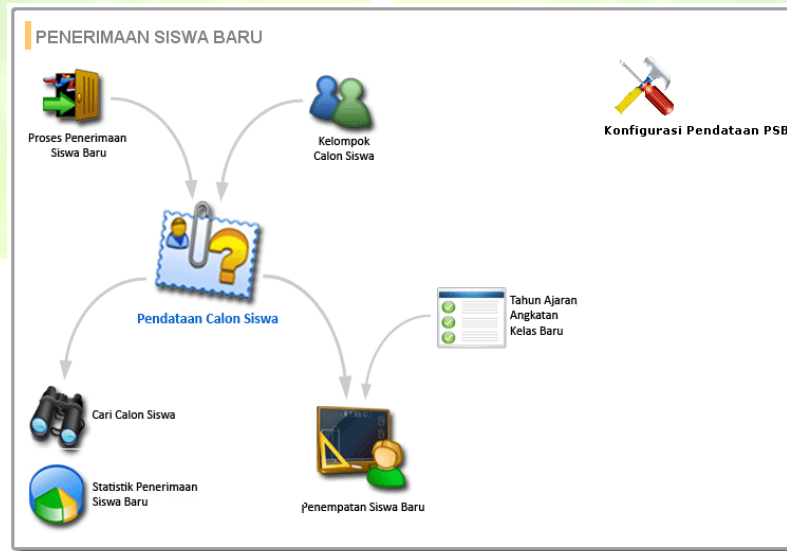 PENERIMAAN SISWA BARU
Proses Penerimaan
Siswa Baru
Kelompok
Calon Siswa
Konfigurasi Pendataan PSB
Pendataan Calon Siswa
Tahun Ajaran
Angkatan
Kelas Baru
Cari Calon Siswa
Statistik Penerimaan
Siswa Baru
Penempatan Siswa Baru